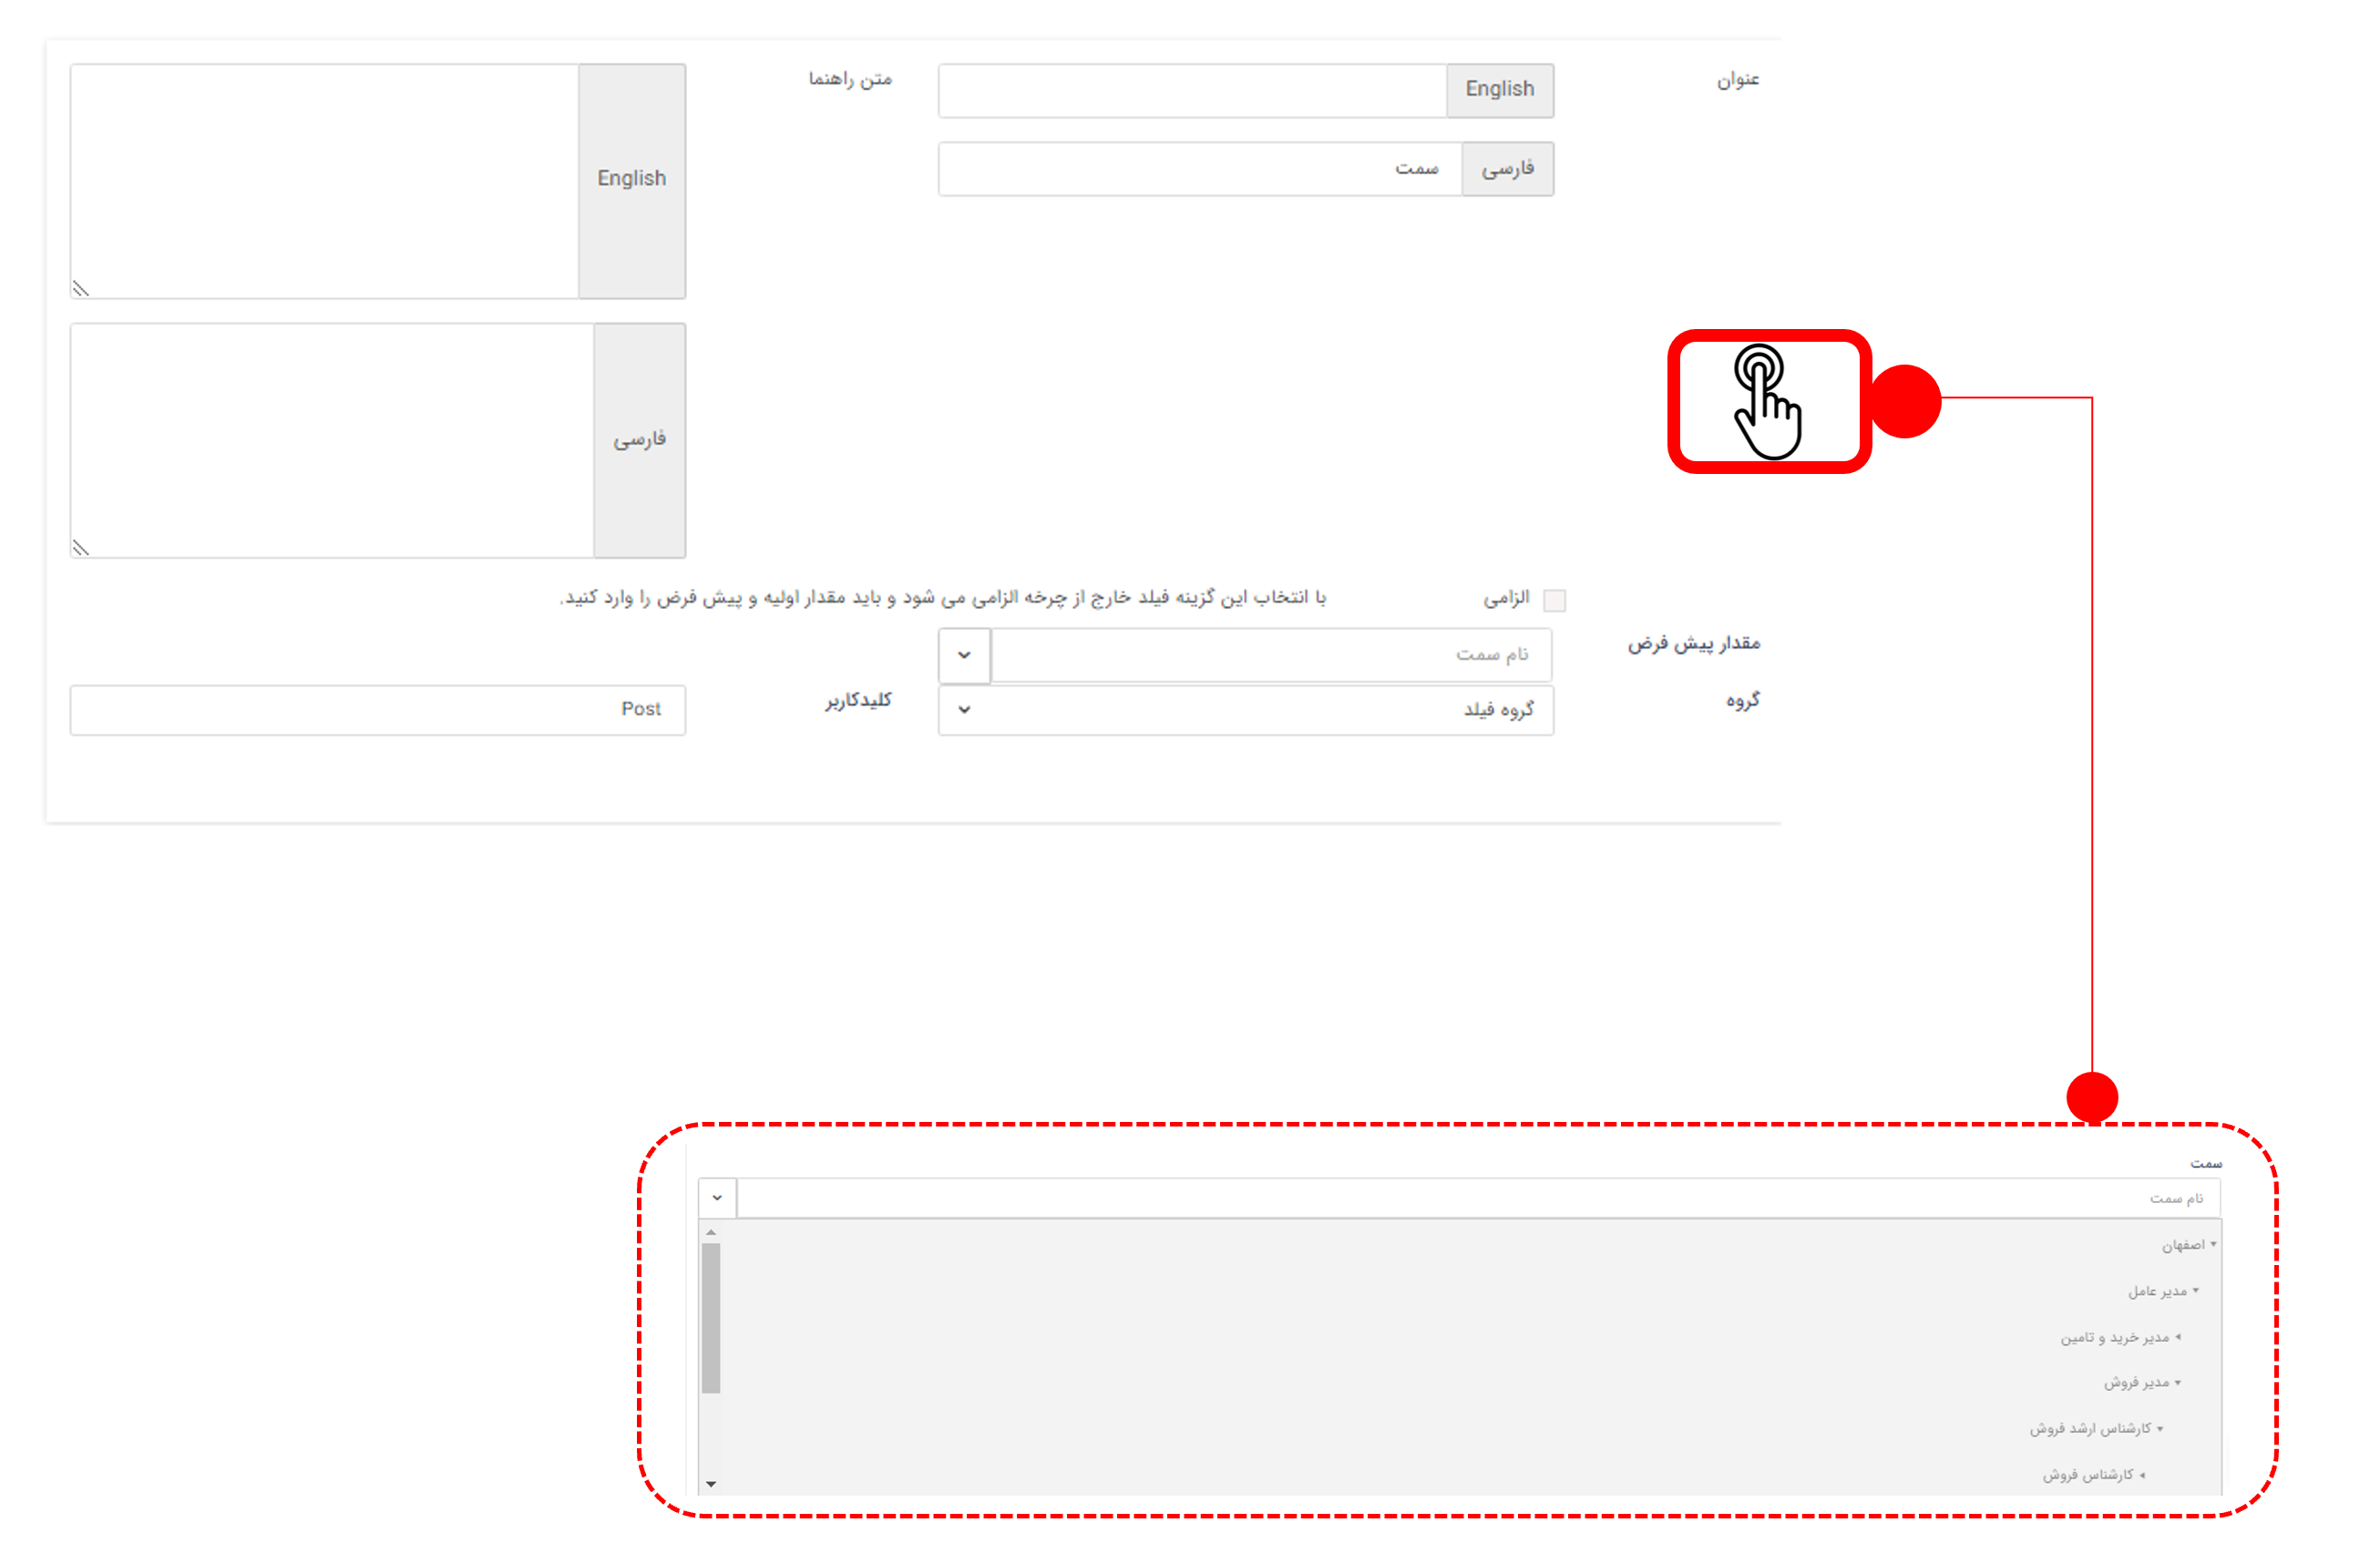 عنوان
English
فارسی سمت
متن راهنما
English
فارسی
الزامی با انتخاب این گزینه فیلد خارج از چرخه الزامی می شود و باید مقدار اولیه و پیش فرض را وارد کنید.
مقدار پیش فرض نام سمت
گروه گروه فیلد کلیدکاربر Post
سمت
نام سمت
اصفهان
مدیر عامل
مدیر خرید و تامین
مدیر فروش
کارشناس ارشد فروش
کارشناس فروش